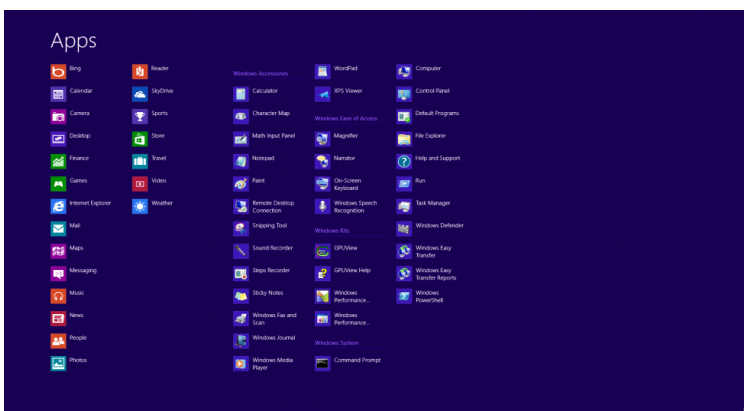 Apps
Bing
Calendar
Camera
Desktop
Finance
Games
Internet Explorer
Mail
Maps
Messaging
Music
News
People
Photos
Reader
SkyDrive
Sports
Store
Travel
Video
Weather
Windows Accessories
Calculator
Character Map
Math Input Panel
Notepad
Paint
Remote Desktop
Connection
Snipping Tool
Sound Recorder
Steps Recorder
Sticky Notes
Windows Fax and
Scan
Windows Journal
Windows Media
Player
WordPad
XPS Viewer
Windows Ease of Access
Magnifier
Narrator
On-Screen
Keyboard
Windows Speech
Recognition
Windows Kits
GPUView
GPUView Help
Windows
Performance...
Windows
Performance...
Windows System
Command Prompt
Computer
Control Panel
Default Programs
File Explorer
Help and Support
Run
Task Manager
Windows Defender
Windows Easy
Transfer
Windows Easy
Transfer Reports
Windows
PowerShell